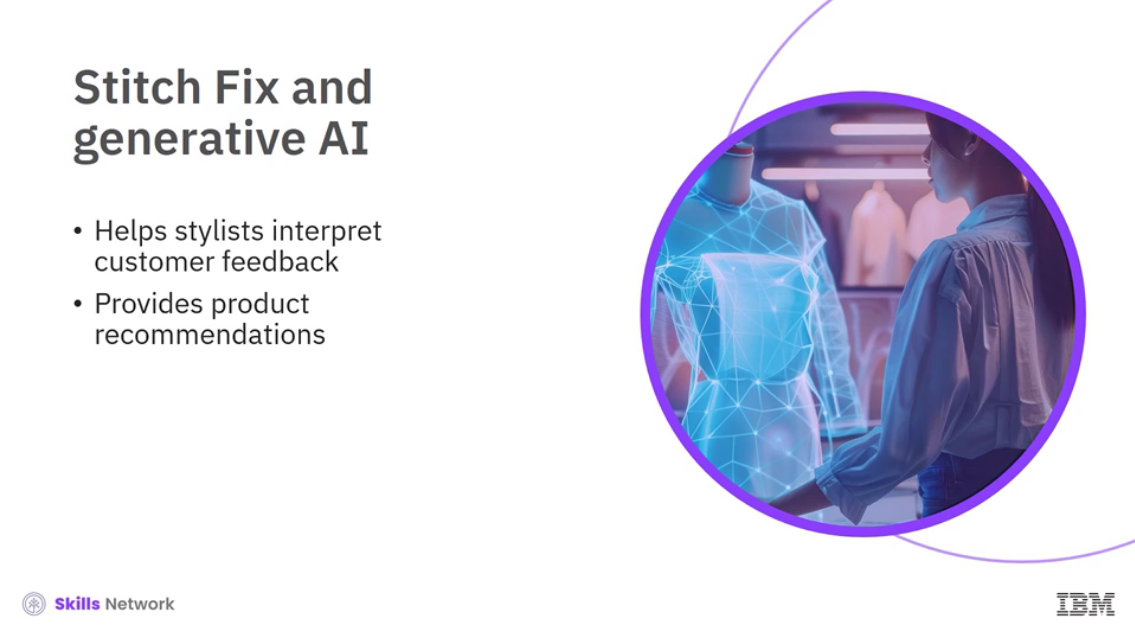 Stitch Fix and
generative AI
• Helps stylists interpret
customer feedback
• Provides product
recommendations
Skills Network
IBM